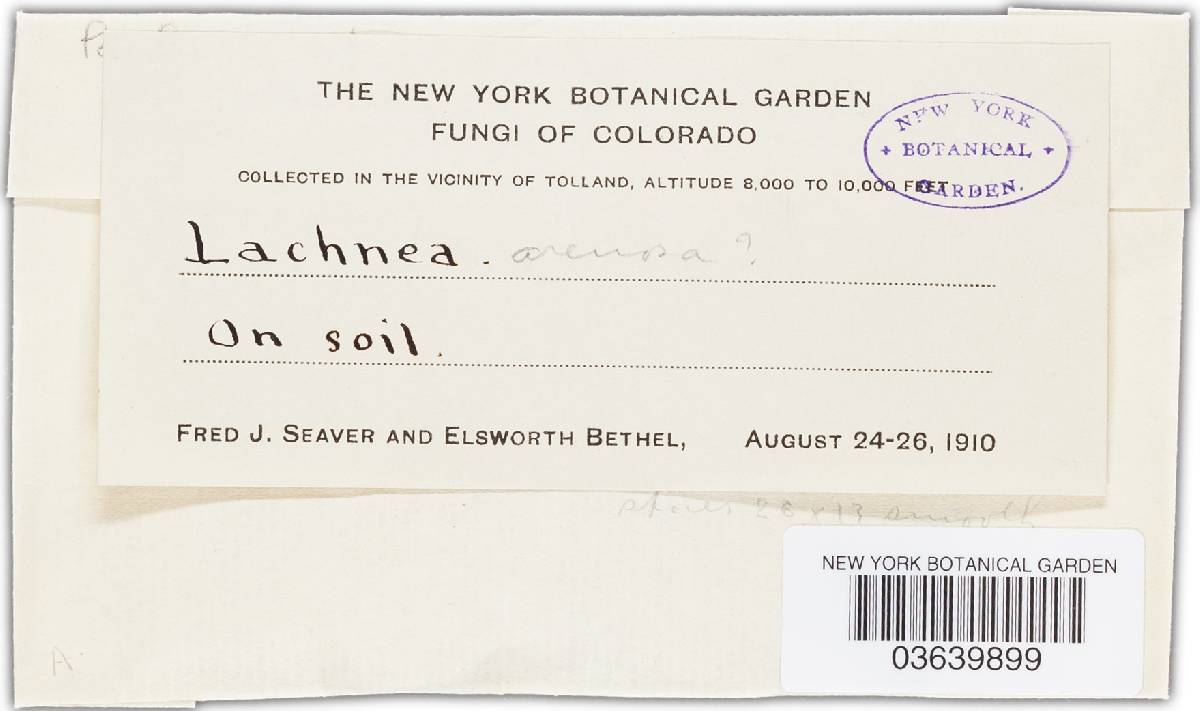 THE NEW YORK BOTANICAL GARDEN
FUNGI OF COLORADO
COLLECTED IN THE VICINITY OF TOLLAND, ALTITUDE 8,000 TO 10,000 FEET.
NEW YORK
+ BOTANICAL +
GARDEN.
Lachnea. arenosa?
On soil.
FRED J. SEAVER AND ELSWORTH BETHEL, AUGUST 24-26, 1910
spores 28 x 13 smooth
NEW YORK BOTANICAL GARDEN
03639899
A